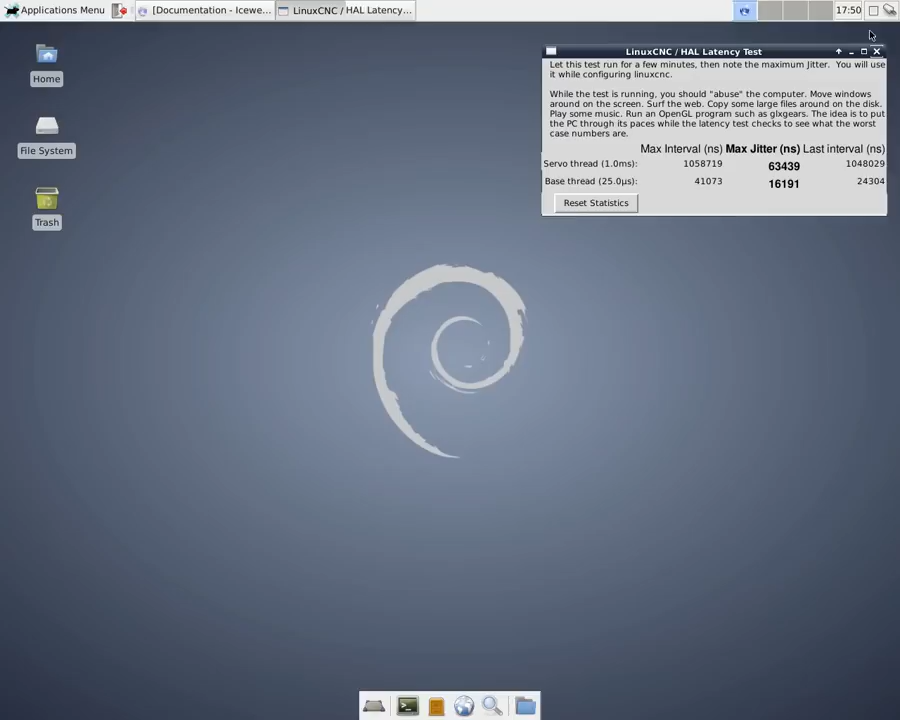 Applications Menu
[Documentation - Icewe...
LinuxCNC / HAL Latency...
17:50
Home
File System
Trash
LinuxCNC / HAL Latency Test
Let this test run for a few minutes, then note the maximum Jitter. You will use
it while configuring linuxcnc.
While the test is running, you should "abuse" the computer. Move windows
around on the screen. Surf the web. Copy some large files around on the disk.
Play some music. Run an OpenGL program such as glxgears. The idea is to put
the PC through its paces while the latency test checks to see what the worst
case numbers are.
Max Interval (ns) Max Jitter (ns) Last interval (ns)
Servo thread (1.0ms): 1058719 63439 1048029
Base thread (25.0µs): 41073 16191 24304
Reset Statistics